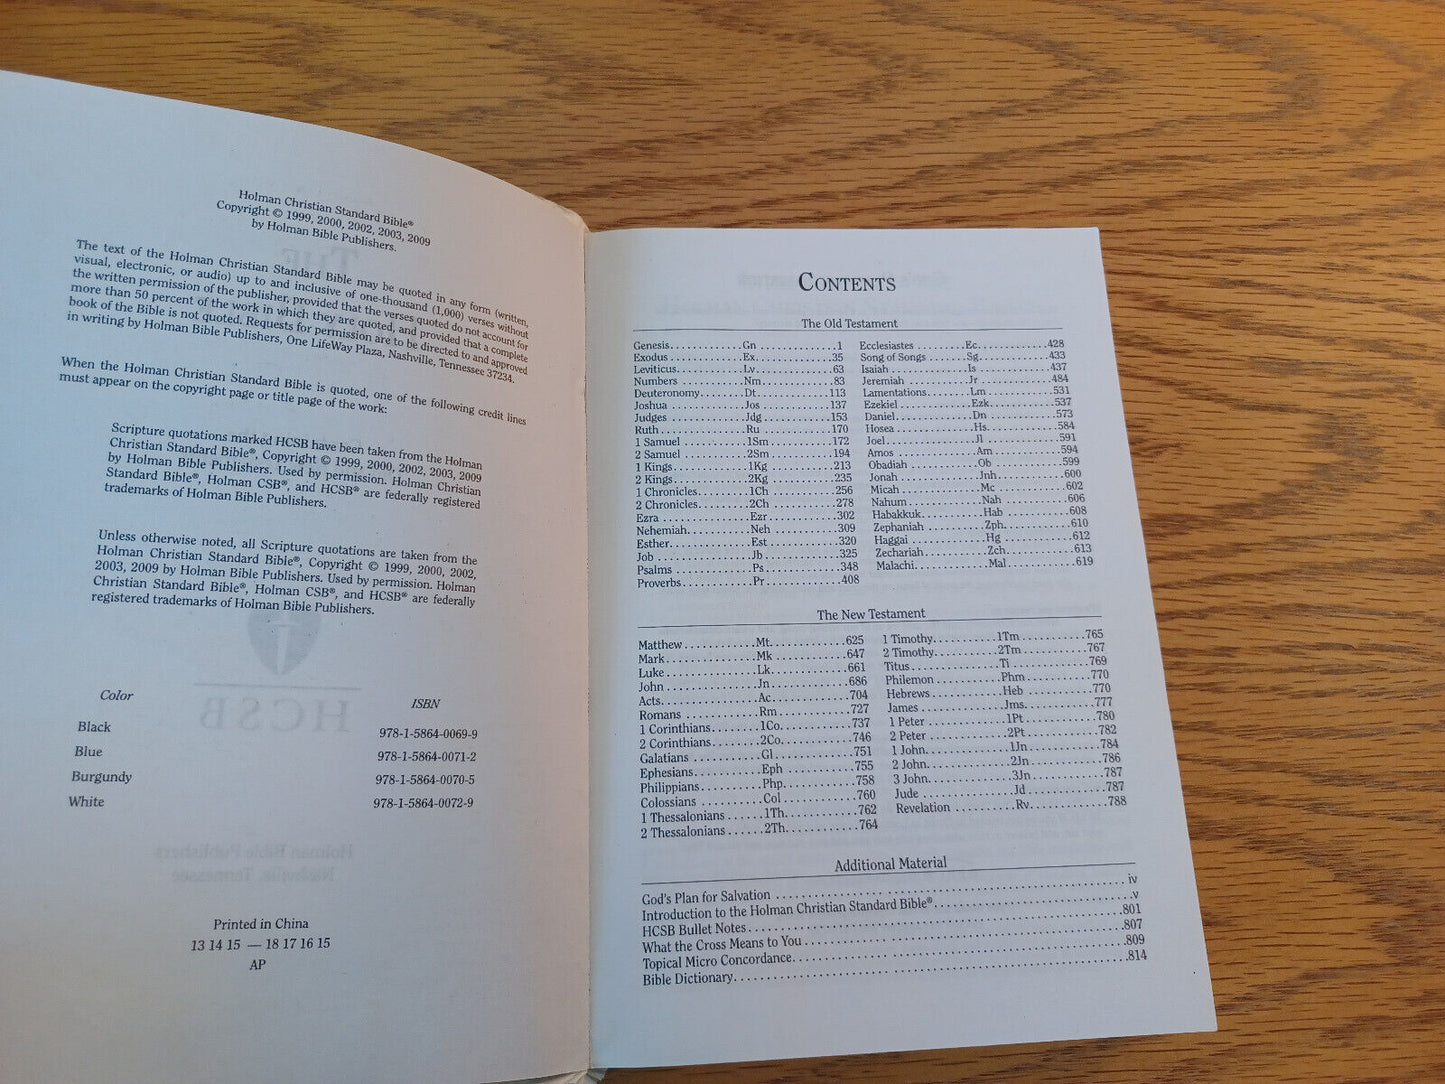 Holman Christian Standard Bible®
Copyright © 1999, 2000, 2002, 2003, 2009
by Holman Bible Publishers.
The text of the Holman Christian Standard Bible may be quoted in any form (written,
visual, electronic, or audio) up to and inclusive of one-thousand (1,000) verses without
the written permission of the publisher, provided that the verses quoted do not account for
more than 50 percent of the work in which they are quoted, and provided that a complete
book of the Bible is not quoted. Requests for permission are to be directed to and approved
in writing by Holman Bible Publishers, One LifeWay Plaza, Nashville, Tennessee 37234.
When the Holman Christian Standard Bible is quoted, one of the following credit lines
must appear on the copyright page or title page of the work:
Scripture quotations marked HCSB have been taken from the Holman
Christian Standard Bible®, Copyright © 1999, 2000, 2002, 2003, 2009
by Holman Bible Publishers. Used by permission. Holman Christian
Standard Bible®, Holman CSB®, and HCSB® are federally registered
trademarks of Holman Bible Publishers.
Unless otherwise noted, all Scripture quotations are taken from the
Holman Christian Standard Bible®, Copyright © 1999, 2000, 2002,
2003, 2009 by Holman Bible Publishers. Used by permission. Holman
Christian Standard Bible®, Holman CSB®, and HCSB® are federally
registered trademarks of Holman Bible Publishers.
Color ISBN
Black 978-1-5864-0069-9
Blue 978-1-5864-0071-2
Burgundy 978-1-5864-0070-5
White 978-1-5864-0072-9
Printed in China
13 14 15 — 18 17 16 15
AP
CONTENTS
The Old Testament
Genesis Gn 1
Exodus Ex 35
Leviticus Lv 63
Numbers Nm 83
Deuteronomy Dt 113
Joshua Jos 137
Judges Jdg 153
Ruth Ru 170
1 Samuel 1Sm 172
2 Samuel 2Sm 194
1 Kings 1Kg 213
2 Kings 2Kg 235
1 Chronicles 1Ch 256
2 Chronicles 2Ch 278
Ezra Ezr 302
Nehemiah Neh 309
Esther Est 320
Job Jb 325
Psalms Ps 348
Proverbs Pr 408
Ecclesiastes Ec 428
Song of Songs Sg 433
Isaiah Is 437
Jeremiah Jr 484
Lamentations Lm 531
Ezekiel Ezk 537
Daniel Dn 573
Hosea Hs 584
Joel Jl 591
Amos Am 594
Obadiah Ob 599
Jonah Jnh 600
Micah Mc 602
Nahum Nah 606
Habakkuk Hab 608
Zephaniah Zph 610
Haggai Hg 612
Zechariah Zch 613
Malachi Mal 619
The New Testament
Matthew Mt 625
Mark Mk 647
Luke Lk 661
John Jn 686
Acts Ac 704
Romans Rm 727
1 Corinthians 1Co 737
2 Corinthians 2Co 746
Galatians Gl 751
Ephesians Eph 755
Philippians Php 758
Colossians Col 760
1 Thessalonians 1Th 762
2 Thessalonians 2Th 764
1 Timothy 1Tm 765
2 Timothy 2Tm 767
Titus Ti 769
Philemon Phm 770
Hebrews Heb 770
James Jms 777
1 Peter 1Pt 780
2 Peter 2Pt 782
1 John 1Jn 784
2 John 2Jn 786
3 John 3Jn 787
Jude Jd 787
Revelation Rv 788
Additional Material
God's Plan for Salvation iv
Introduction to the Holman Christian Standard Bible® v
HCSB Bullet Notes 801
What the Cross Means to You 807
Topical Micro Concordance 809
Bible Dictionary 814